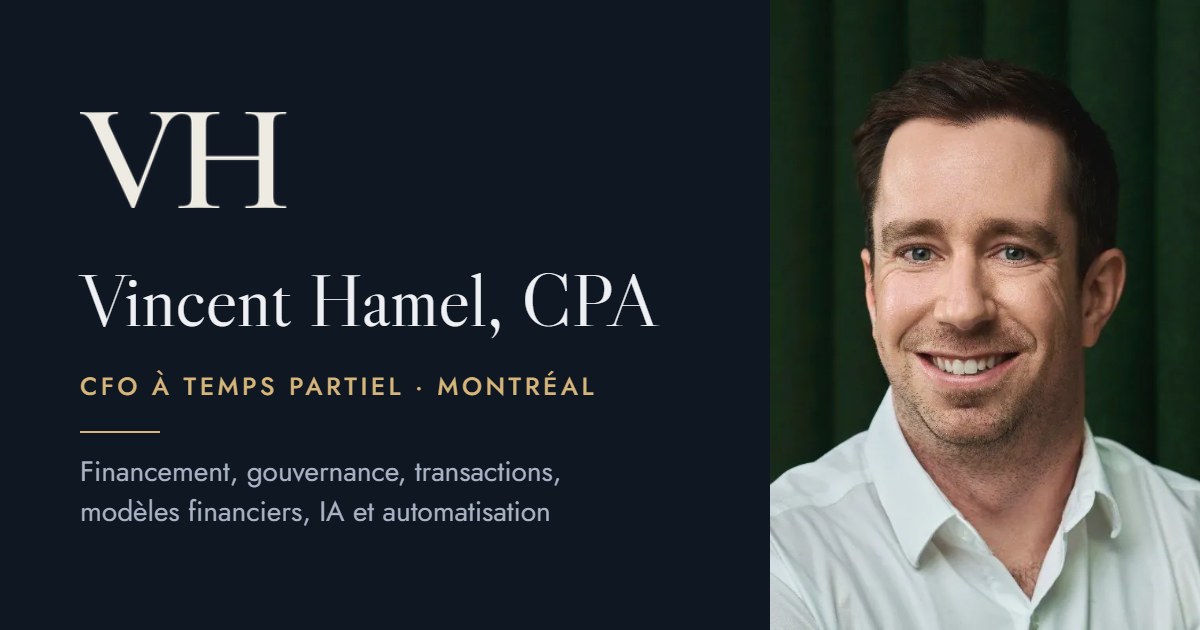 VH
Vincent Hamel, CPA
CFO À TEMPS PARTIEL · MONTRÉAL
Financement, gouvernance, transactions,
modèles financiers, IA et automatisation